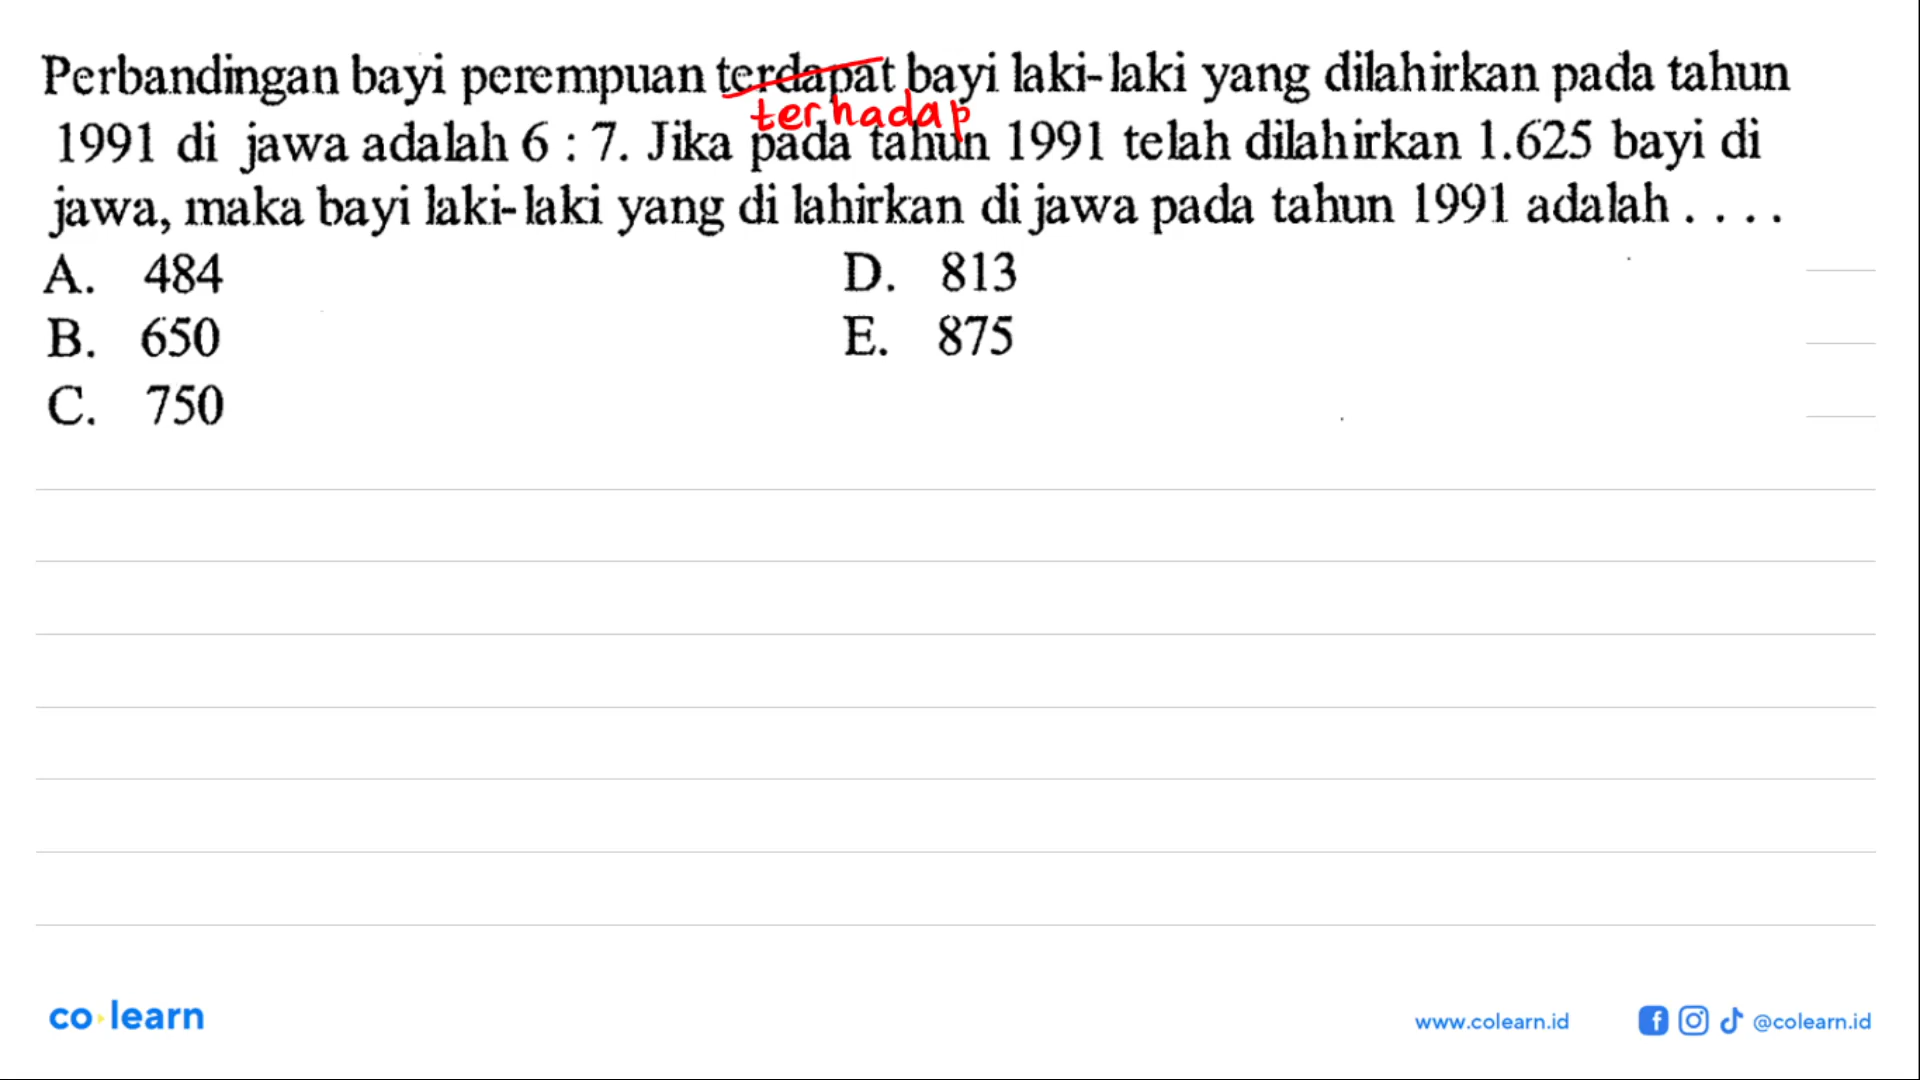 Perbandingan bayi perempuan terdapat bayi laki-laki yang dilahirkan pada tahun
terhadap
1991 di jawa adalah 6 : 7. Jika pada tahun 1991 telah dilahirkan 1.625 bayi di
jawa, maka bayi laki-laki yang di lahirkan di jawa pada tahun 1991 adalah . . . .
A. 484
B. 650
C. 750
D. 813
E. 875
co learn
www.colearn.id
@colearn.id